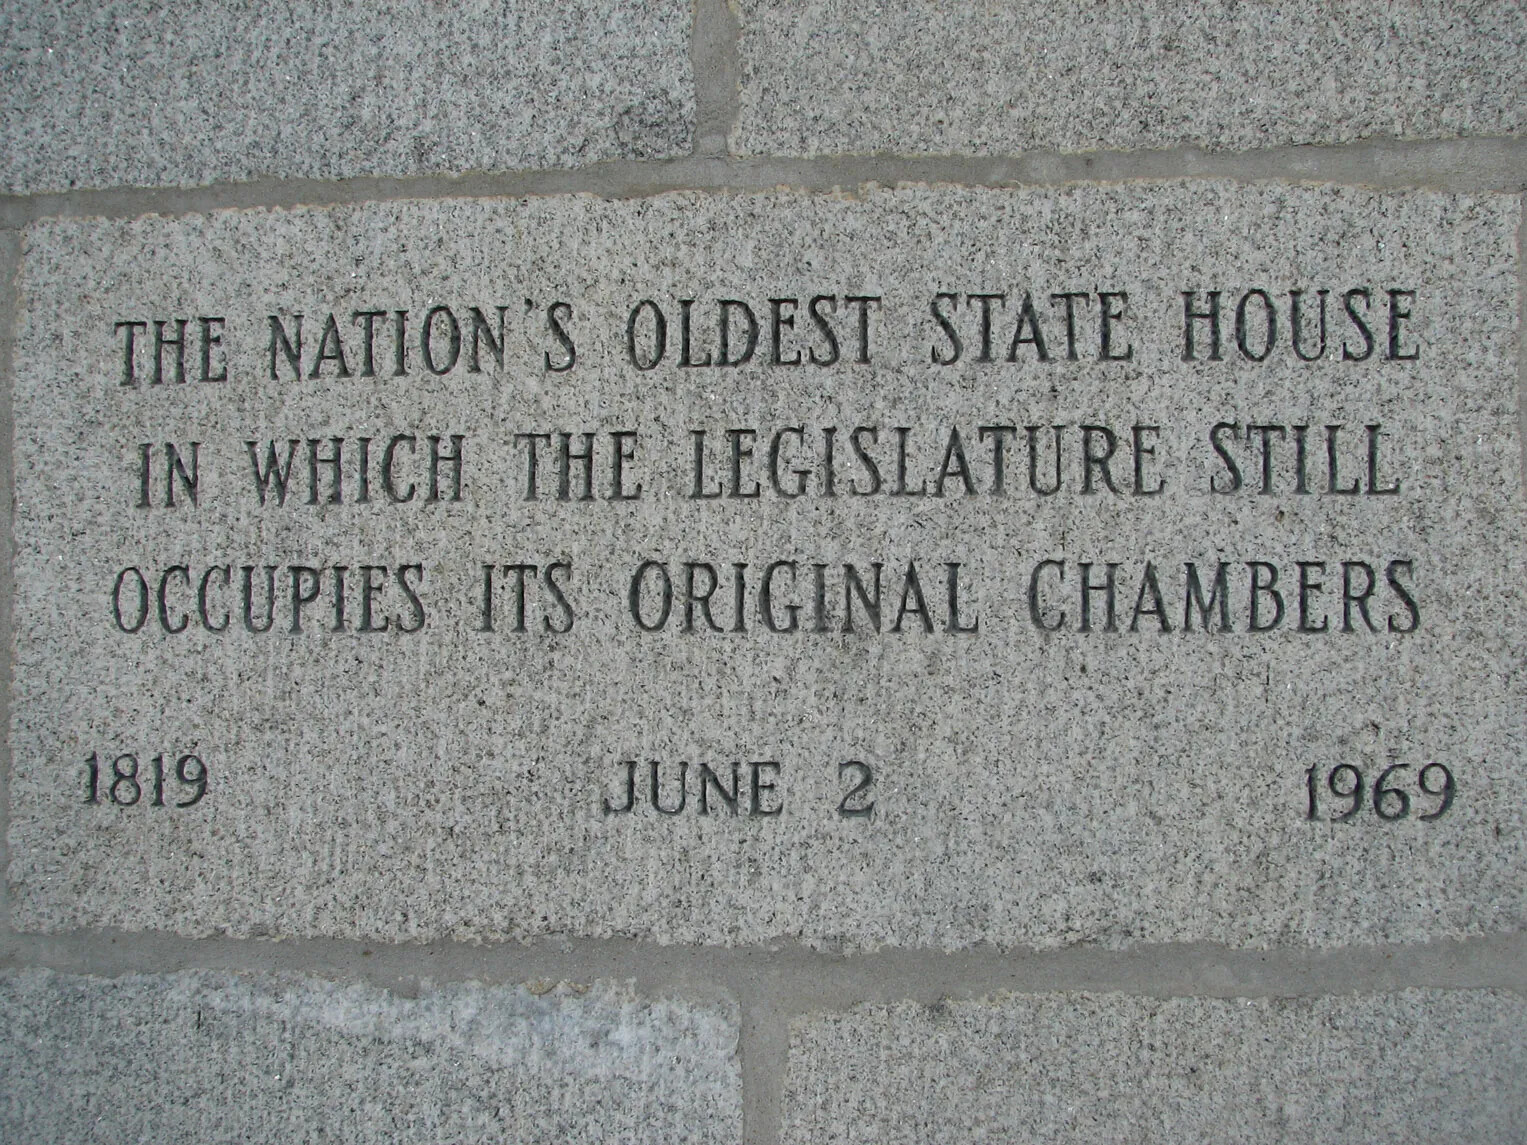 THE NATION'S OLDEST STATE HOUSE
IN WHICH THE LEGISLATURE STILL
OCCUPIES ITS ORIGINAL CHAMBERS
1819 JUNE 2 1969